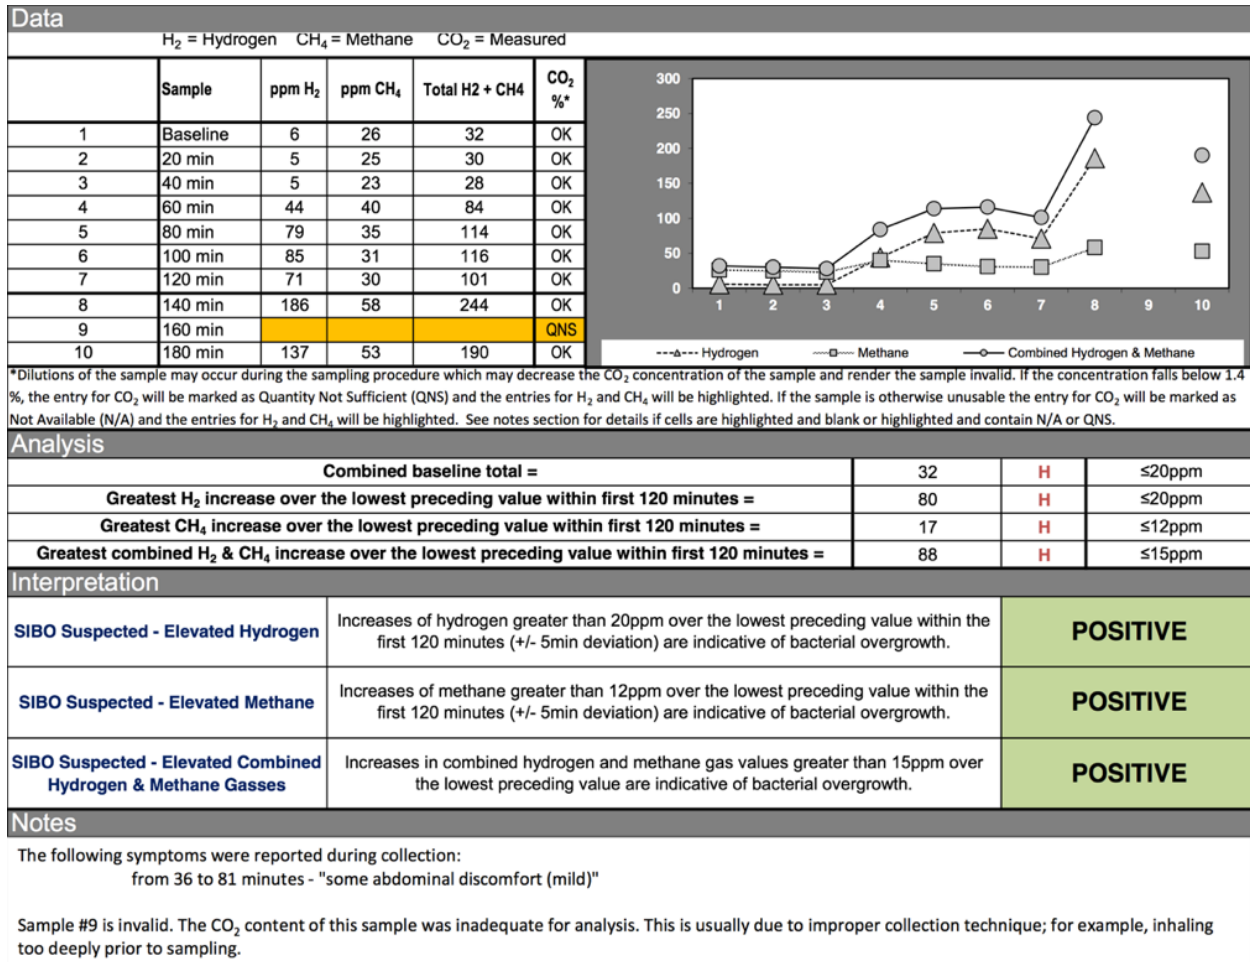 Data
H₂ = Hydrogen CH₄ = Methane CO₂ = Measured
Sample ppm H₂ ppm CH₄ Total H2 + CH4 CO₂ %*
1 Baseline 6 26 32 OK
2 20 min 5 25 30 OK
3 40 min 5 23 28 OK
4 60 min 44 40 84 OK
5 80 min 79 35 114 OK
6 100 min 85 31 116 OK
7 120 min 71 30 101 OK
8 140 min 186 58 244 OK
9 160 min QNS
10 180 min 137 53 190 OK
300
250
200
150
100
50
0
1 2 3 4 5 6 7 8 9 10
Hydrogen Methane Combined Hydrogen & Methane
*Dilutions of the sample may occur during the sampling procedure which may decrease the CO₂ concentration of the sample and render the sample invalid. If the concentration falls below 1.4
%, the entry for CO₂ will be marked as Quantity Not Sufficient (QNS) and the entries for H₂ and CH₄ will be highlighted. If the sample is otherwise unusable the entry for CO₂ will be marked as
Not Available (N/A) and the entries for H₂ and CH₄ will be highlighted. See notes section for details if cells are highlighted and blank or highlighted and contain N/A or QNS.
Analysis
Combined baseline total = 32 H ≤20ppm
Greatest H₂ increase over the lowest preceding value within first 120 minutes = 80 H ≤20ppm
Greatest CH₄ increase over the lowest preceding value within first 120 minutes = 17 H ≤12ppm
Greatest combined H₂ & CH₄ increase over the lowest preceding value within first 120 minutes = 88 H ≤15ppm
Interpretation
SIBO Suspected - Elevated Hydrogen
Increases of hydrogen greater than 20ppm over the lowest preceding value within the
first 120 minutes (+/- 5min deviation) are indicative of bacterial overgrowth.
POSITIVE
SIBO Suspected - Elevated Methane
Increases of methane greater than 12ppm over the lowest preceding value within the
first 120 minutes (+/- 5min deviation) are indicative of bacterial overgrowth.
POSITIVE
SIBO Suspected - Elevated Combined
Hydrogen & Methane Gasses
Increases in combined hydrogen and methane gas values greater than 15ppm over
the lowest preceding value are indicative of bacterial overgrowth.
POSITIVE
Notes
The following symptoms were reported during collection:
from 36 to 81 minutes - "some abdominal discomfort (mild)"
Sample #9 is invalid. The CO₂ content of this sample was inadequate for analysis. This is usually due to improper collection technique; for example, inhaling
too deeply prior to sampling.